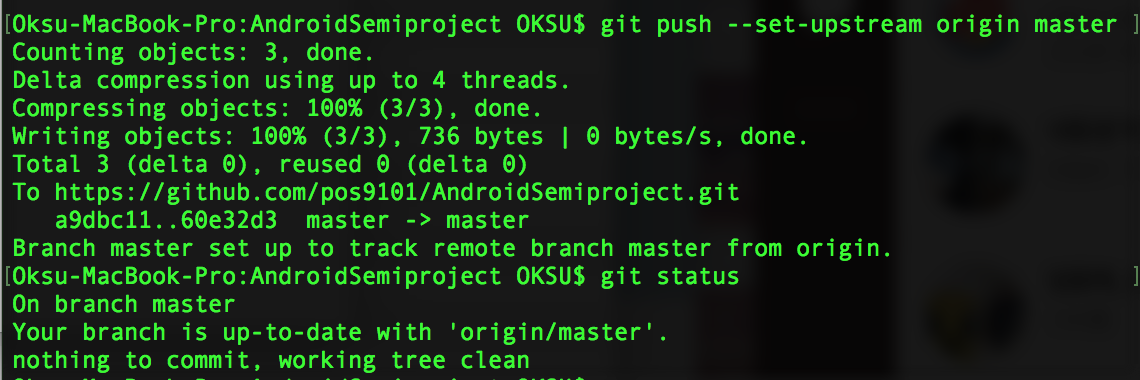 [Oksu-MacBook-Pro:AndroidSemiproject OKSU$ git push --set-upstream origin master ]
Counting objects: 3, done.
Delta compression using up to 4 threads.
Compressing objects: 100% (3/3), done.
Writing objects: 100% (3/3), 736 bytes | 0 bytes/s, done.
Total 3 (delta 0), reused 0 (delta 0)
To https://github.com/pos9101/AndroidSemiproject.git
   a9dbc11..60e32d3  master -> master
Branch master set up to track remote branch master from origin.
[Oksu-MacBook-Pro:AndroidSemiproject OKSU$ git status ]
On branch master
Your branch is up-to-date with 'origin/master'.
nothing to commit, working tree clean